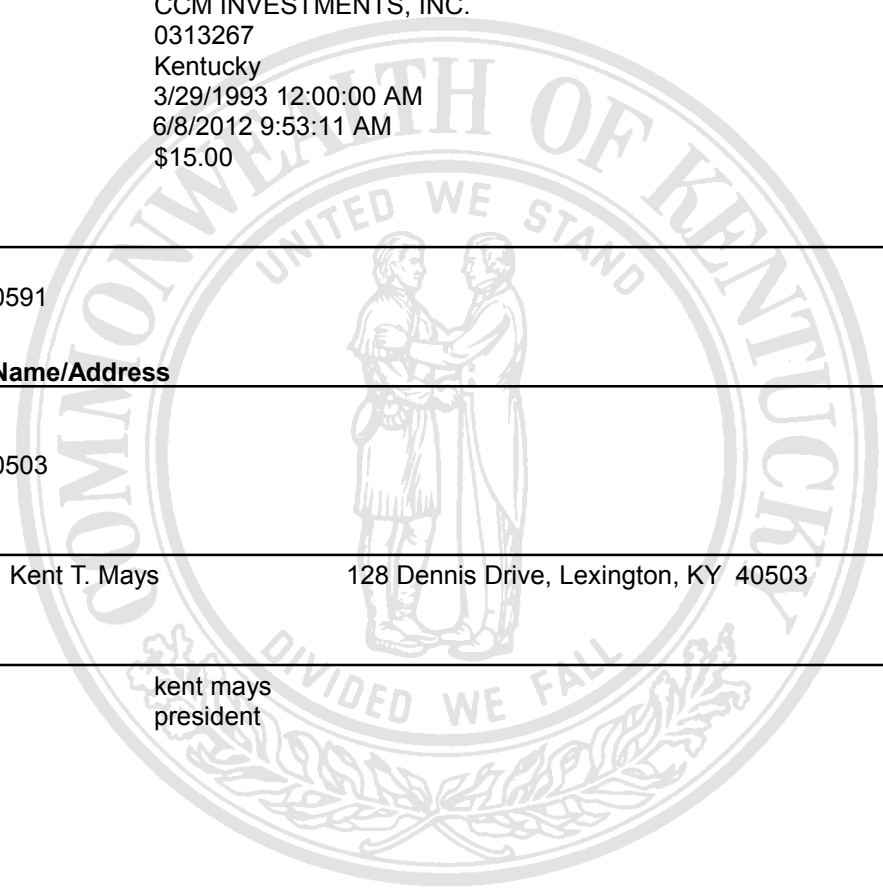 CCM INVESTMENTS, INC.
0313267
Kentucky
3/29/1993 12:00:00 AM
6/8/2012 9:53:11 AM
$15.00
0591
Name/Address
0503
Kent T. Mays 128 Dennis Drive, Lexington, KY 40503
kent mays
president
COMMONWEALTH OF KENTUCKY
UNITED WE STAND
DIVIDED WE FALL